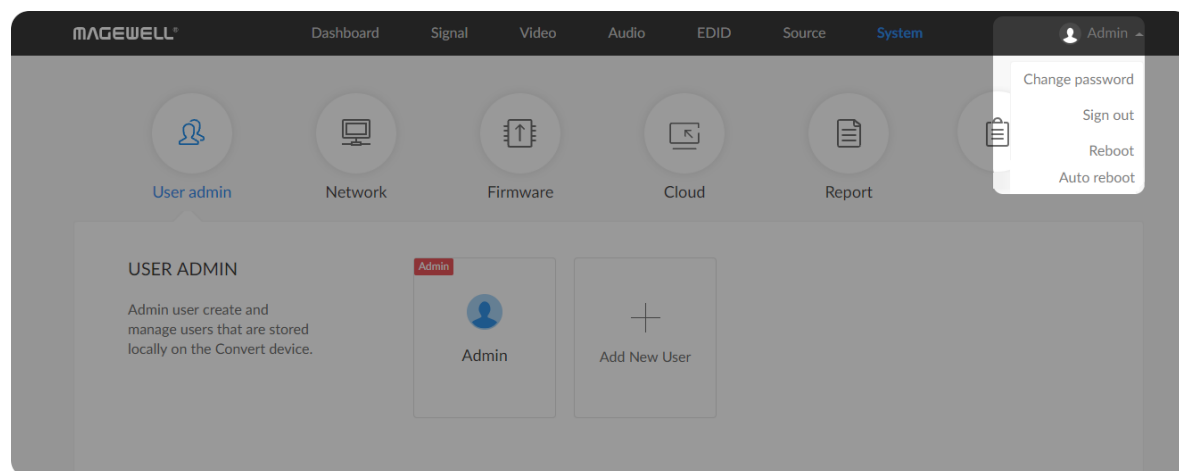 MAGEWELL®
Dashboard
Signal
Video
Audio
EDID
Source
System
Admin
Change password
Sign out
Reboot
Auto reboot
User admin
Network
Firmware
Cloud
Report
USER ADMIN
Admin user create and
manage users that are stored
locally on the Convert device.
Admin
Admin
Add New User